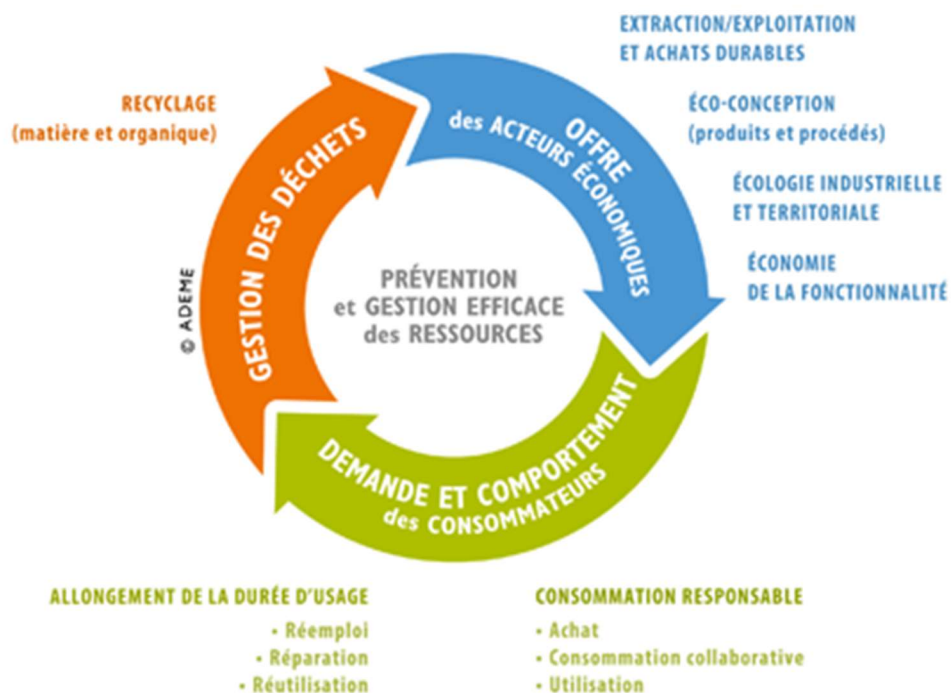 EXTRACTION/EXPLOITATION
ET ACHATS DURABLES
RECYCLAGE
(matière et organique)
ÉCO-CONCEPTION
(produits et procédés)
ÉCOLOGIE INDUSTRIELLE
ET TERRITORIALE
ÉCONOMIE
DE LA FONCTIONNALITÉ
OFFRE
des ACTEURS ÉCONOMIQUES
GESTION DES DÉCHETS
© ADEME
PRÉVENTION
et GESTION EFFICACE
des RESSOURCES
DEMANDE ET COMPORTEMENT
des CONSOMMATEURS
ALLONGEMENT DE LA DURÉE D'USAGE
• Réemploi
• Réparation
• Réutilisation
CONSOMMATION RESPONSABLE
• Achat
• Consommation collaborative
• Utilisation